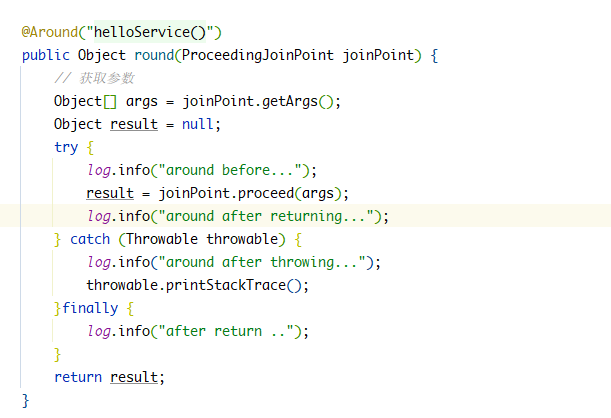 @Around("helloService()")
public Object round(ProceedingJoinPoint joinPoint) {
    // 获取参数
    Object[] args = joinPoint.getArgs();
    Object result = null;
    try {
        log.info("around before...");
        result = joinPoint.proceed(args);
        log.info("around after returning...");
    } catch (Throwable throwable) {
        log.info("around after throwing...");
        throwable.printStackTrace();
    }finally {
        log.info("after return ..");
    }
    return result;
}